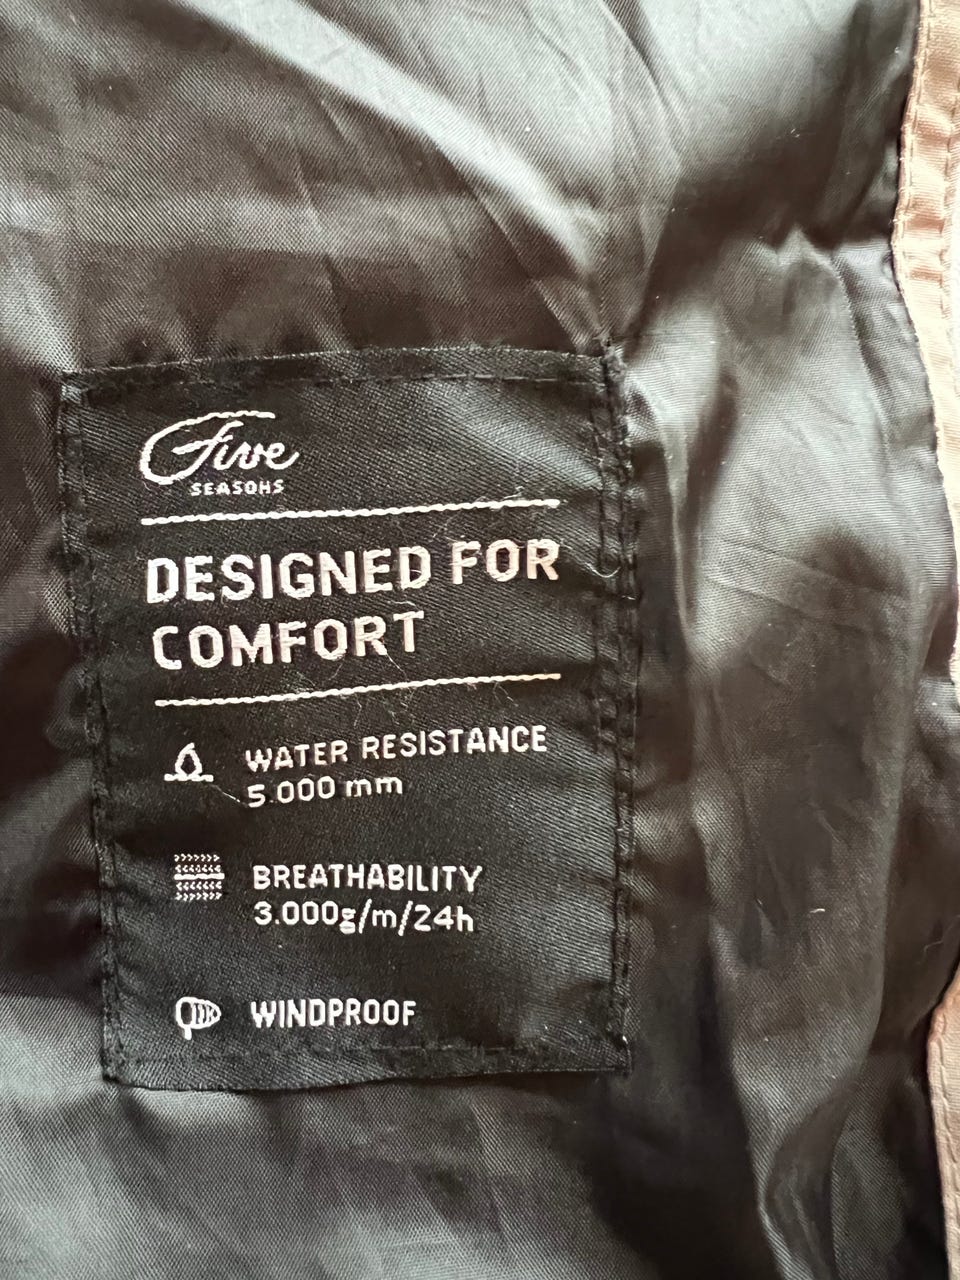 Five
SEASONS
DESIGNED FOR
COMFORT
WATER RESISTANCE
5.000 mm
BREATHABILITY
3.000g/m/24h
WINDPROOF